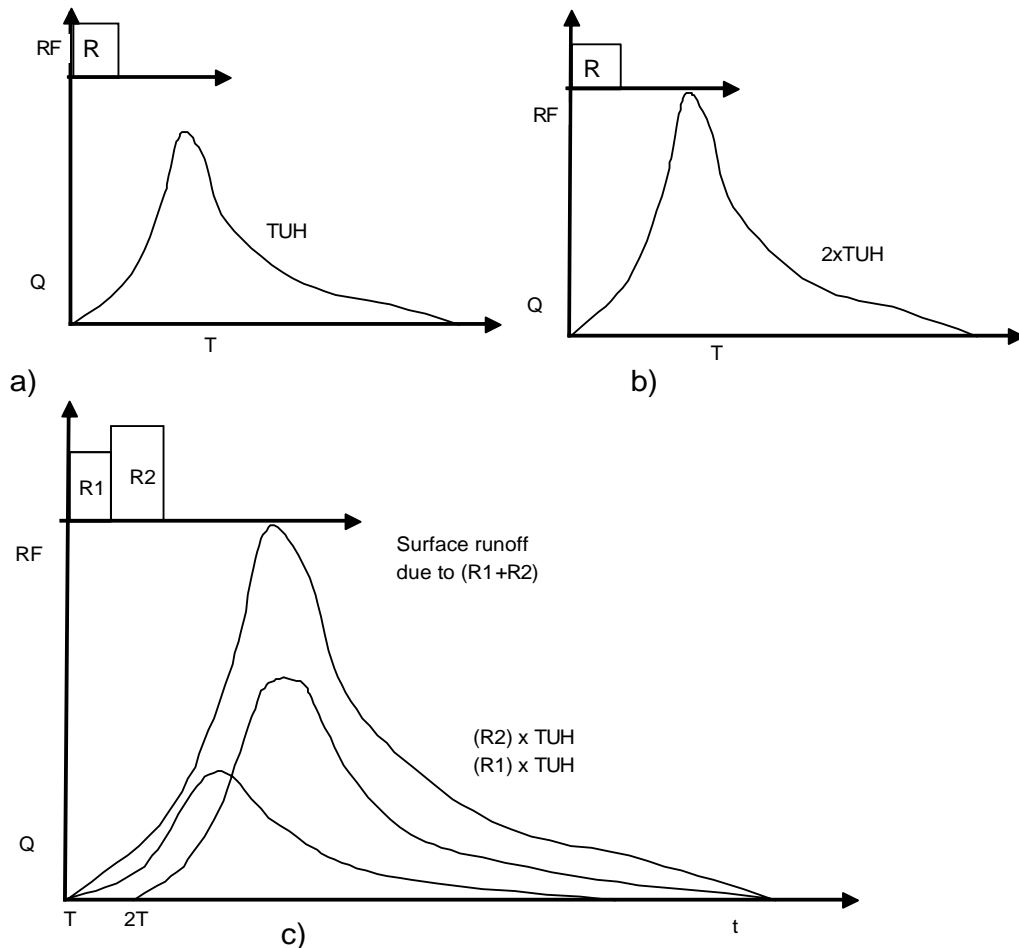 RF R
TUH
Q
T
a)
R
RF
2xTUH
Q
T
b)
R1 R2
RF
Surface runoff
due to (R1+R2)
(R2) x TUH
(R1) x TUH
Q
T 2T t
c)